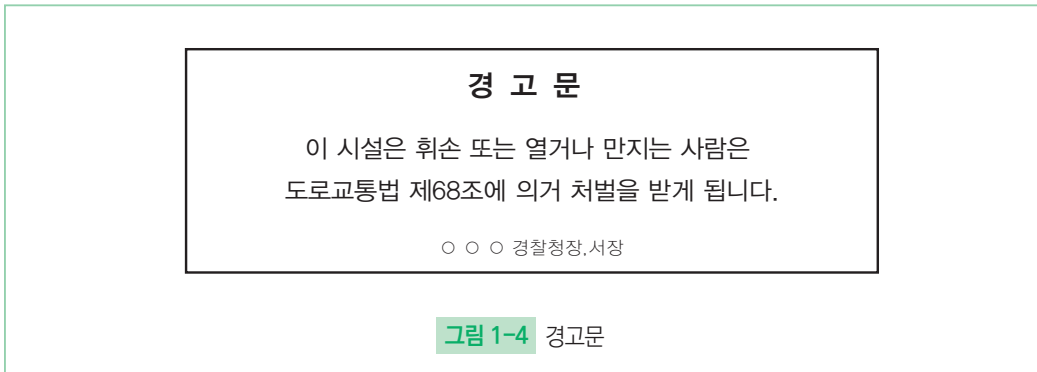 경 고 문
이 시설은 휘손 또는 열거나 만지는 사람은
도로교통법 제68조에 의거 처벌을 받게 됩니다.
○ ○ ○ 경찰청장,서장
그림 1-4 경고문